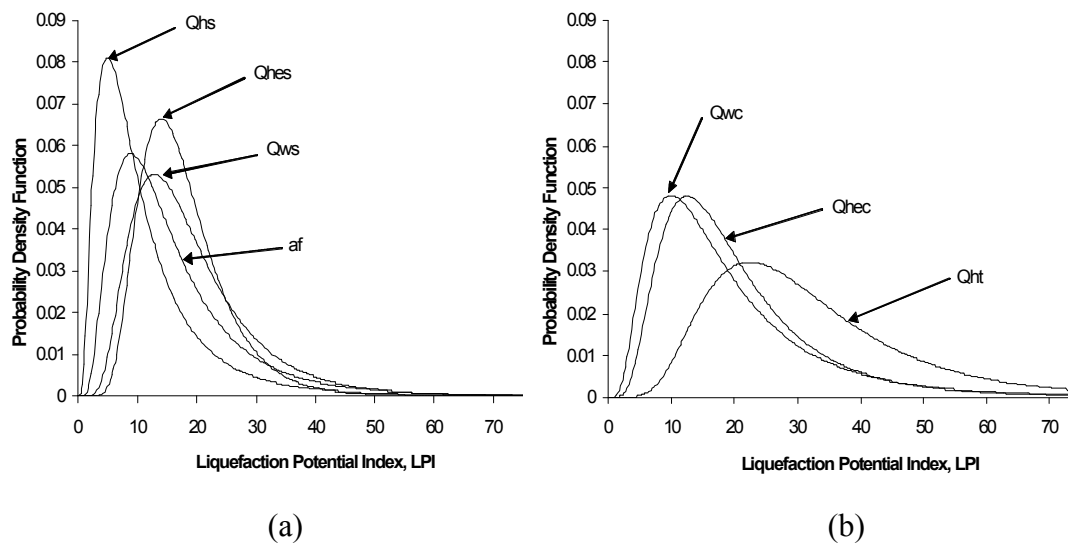 0.09
0.08
0.07
0.06
0.05
0.04
0.03
0.02
0.01
0
Probability Density Function
Qhs
Qhes
Qws
af
0 10 20 30 40 50 60 70
Liquefaction Potential Index, LPI
(a)
0.09
0.08
0.07
0.06
0.05
0.04
0.03
0.02
0.01
0
Probability Density Function
Qwc
Qhec
Qht
0 10 20 30 40 50 60 70
Liquefaction Potential Index, LPI
(b)